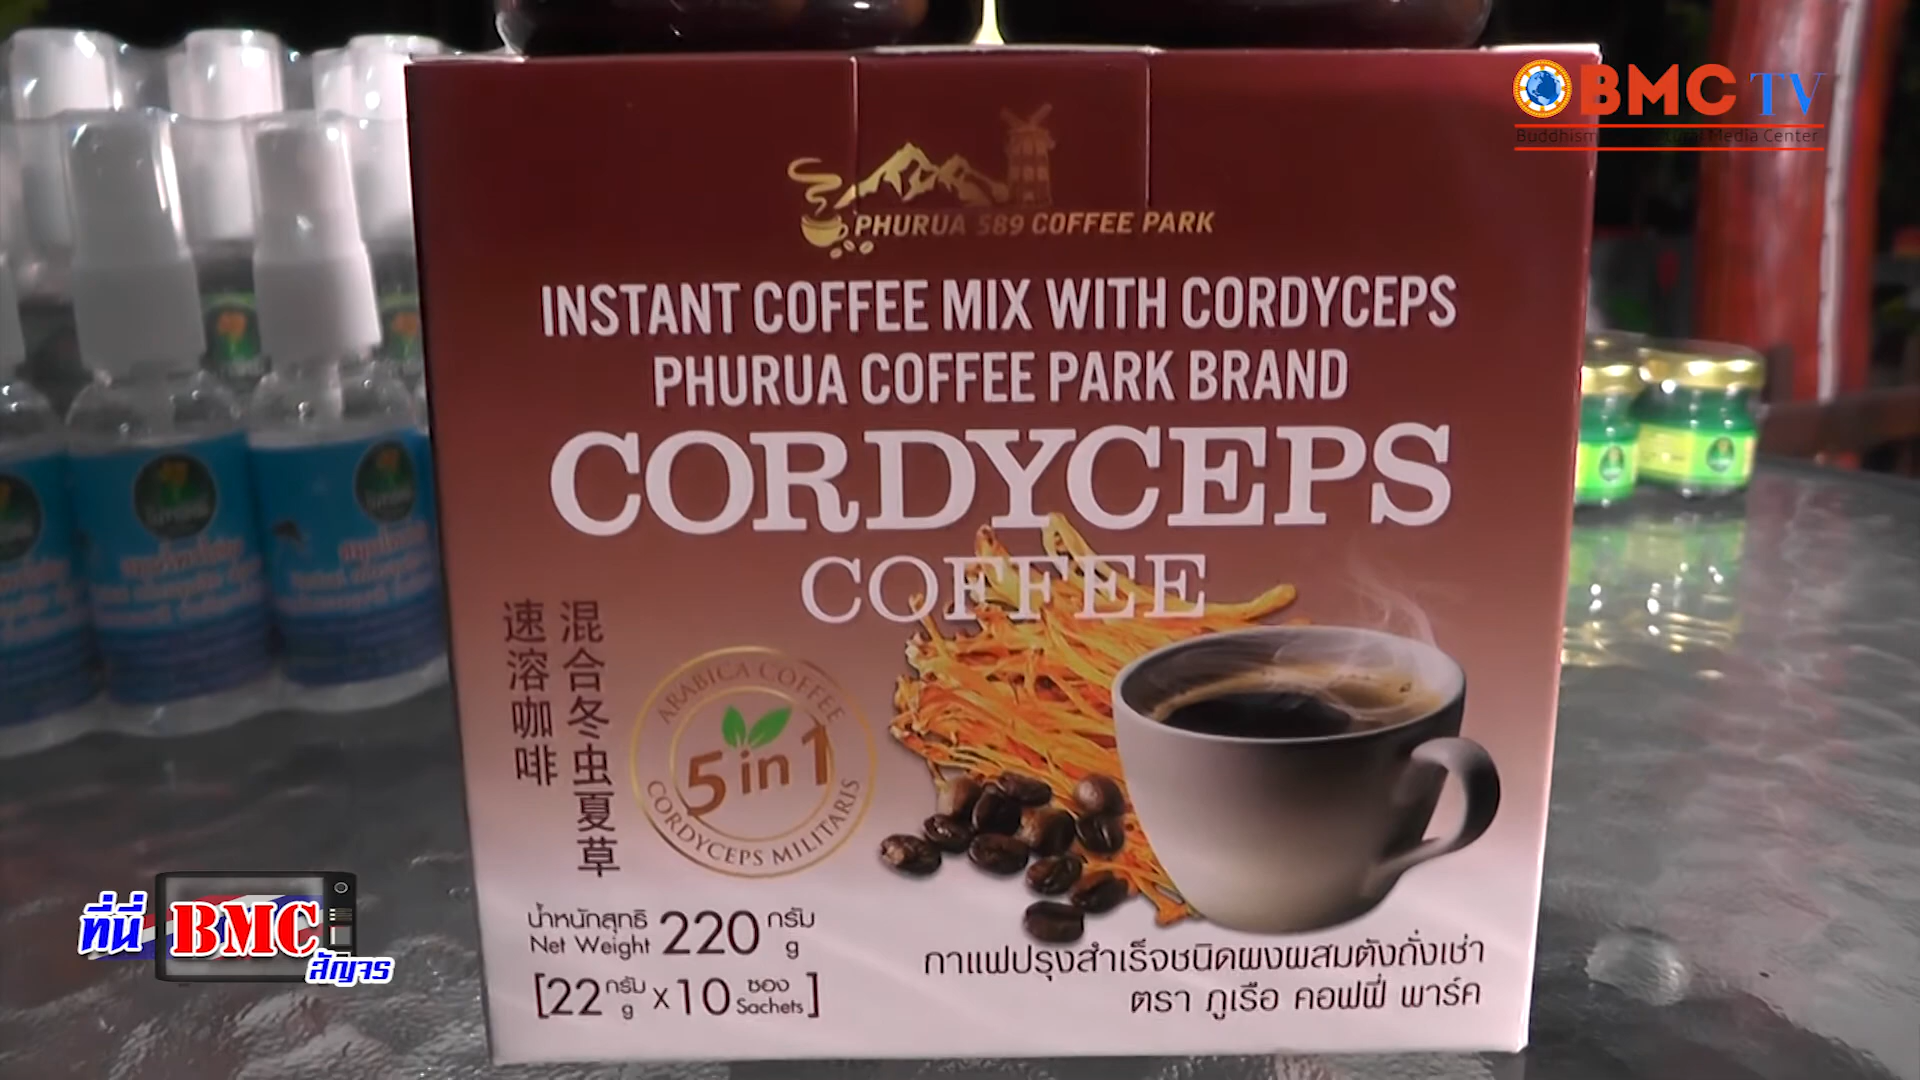 BMC TV
Buddhism
Media Center
PHURUA 589 COFFEE PARK
INSTANT COFFEE MIX WITH CORDYCEPS
PHURUA COFFEE PARK BRAND
CORDYCEPS
COFFEE
混合冬虫夏草
速溶咖啡
ARABICA COFFEE
5 in 1
CORDYCEPS MILITARIS
น้ำหนักสุทธิ 220 กรัม
Net Weight g
[22 กรัม g x 10 ซอง Sachets]
กาแฟปรุงสำเร็จชนิดผงผสมตังถั่งเช่า
ตรา ภูเรือ คอฟฟี่ พาร์ค
ที่นี่ BMC
สัญจร